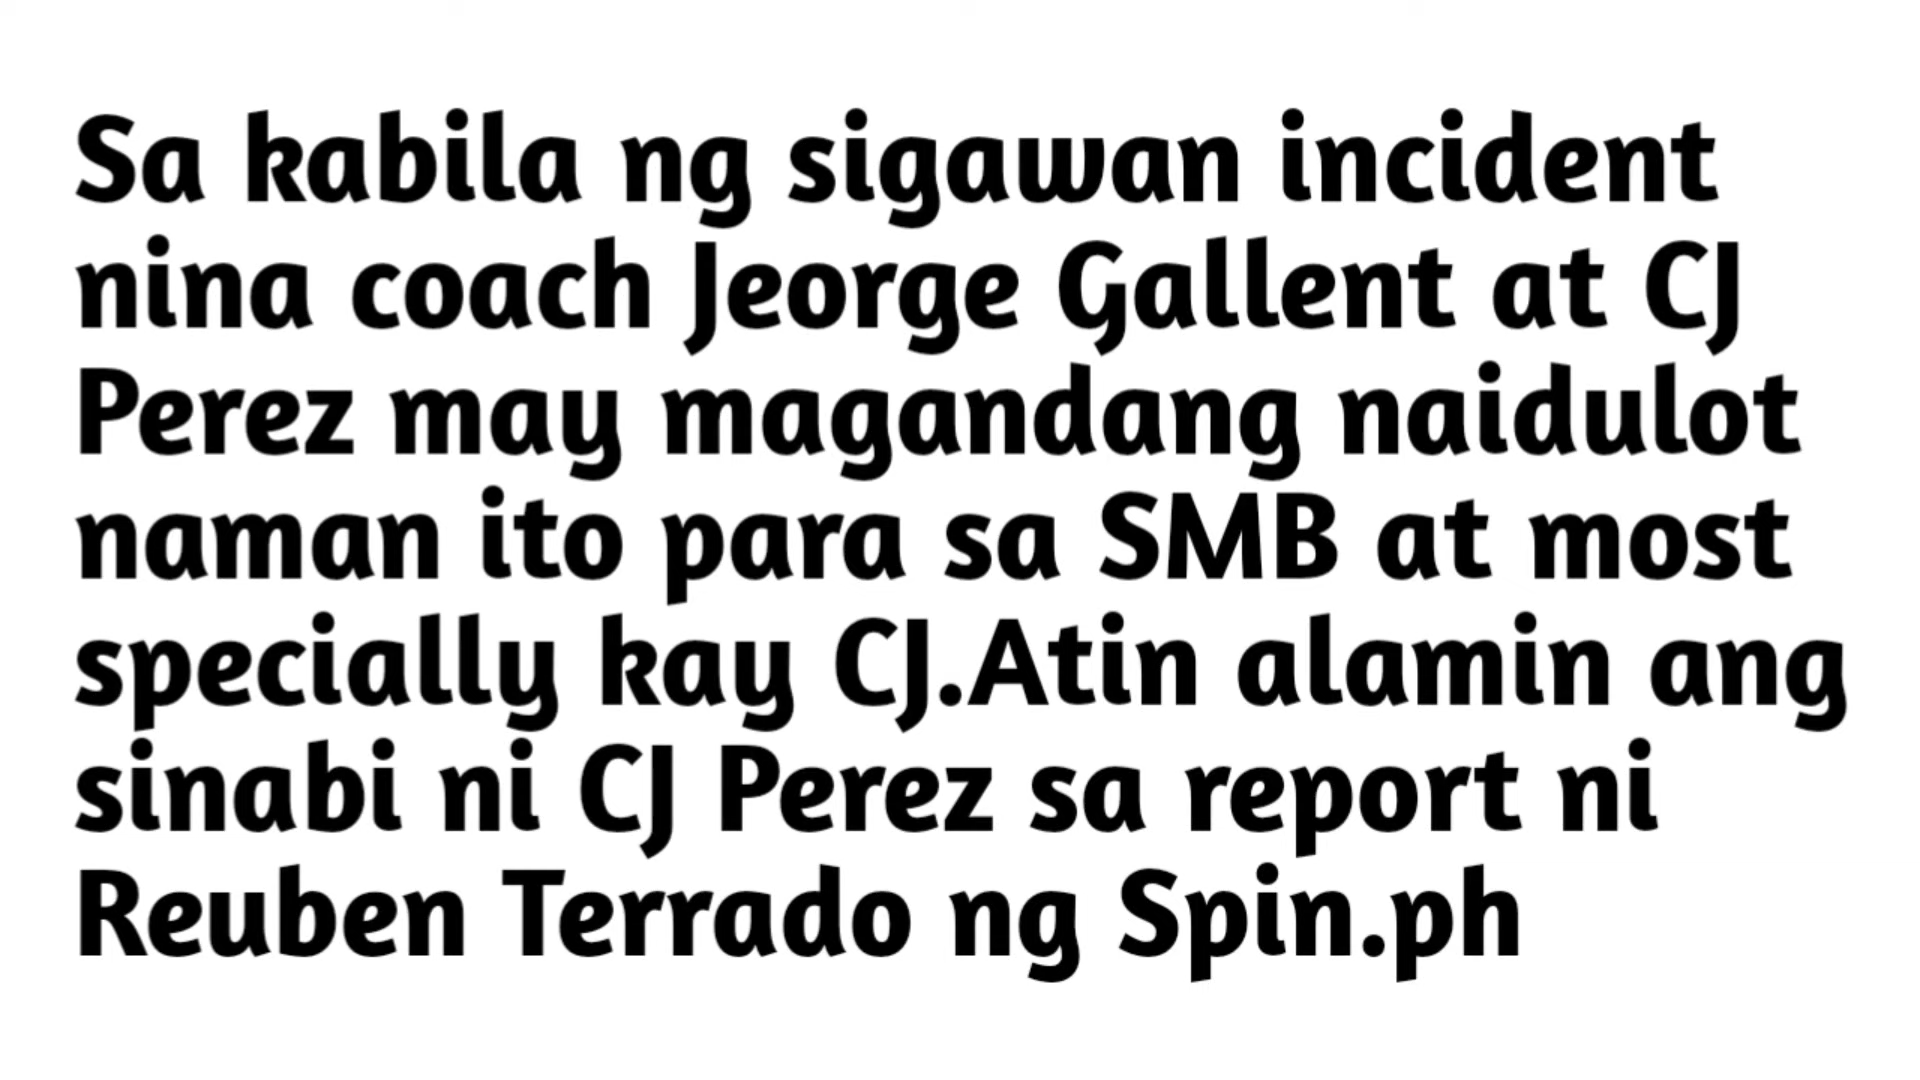 Sa kabila ng sigawan incident
nina coach Jeorge Gallent at CJ
Perez may magandang naidulot
naman ito para sa SMB at most
specially kay CJ.Atin alamin ang
sinabi ni CJ Perez sa report ni
Reuben Terrado ng Spin.ph